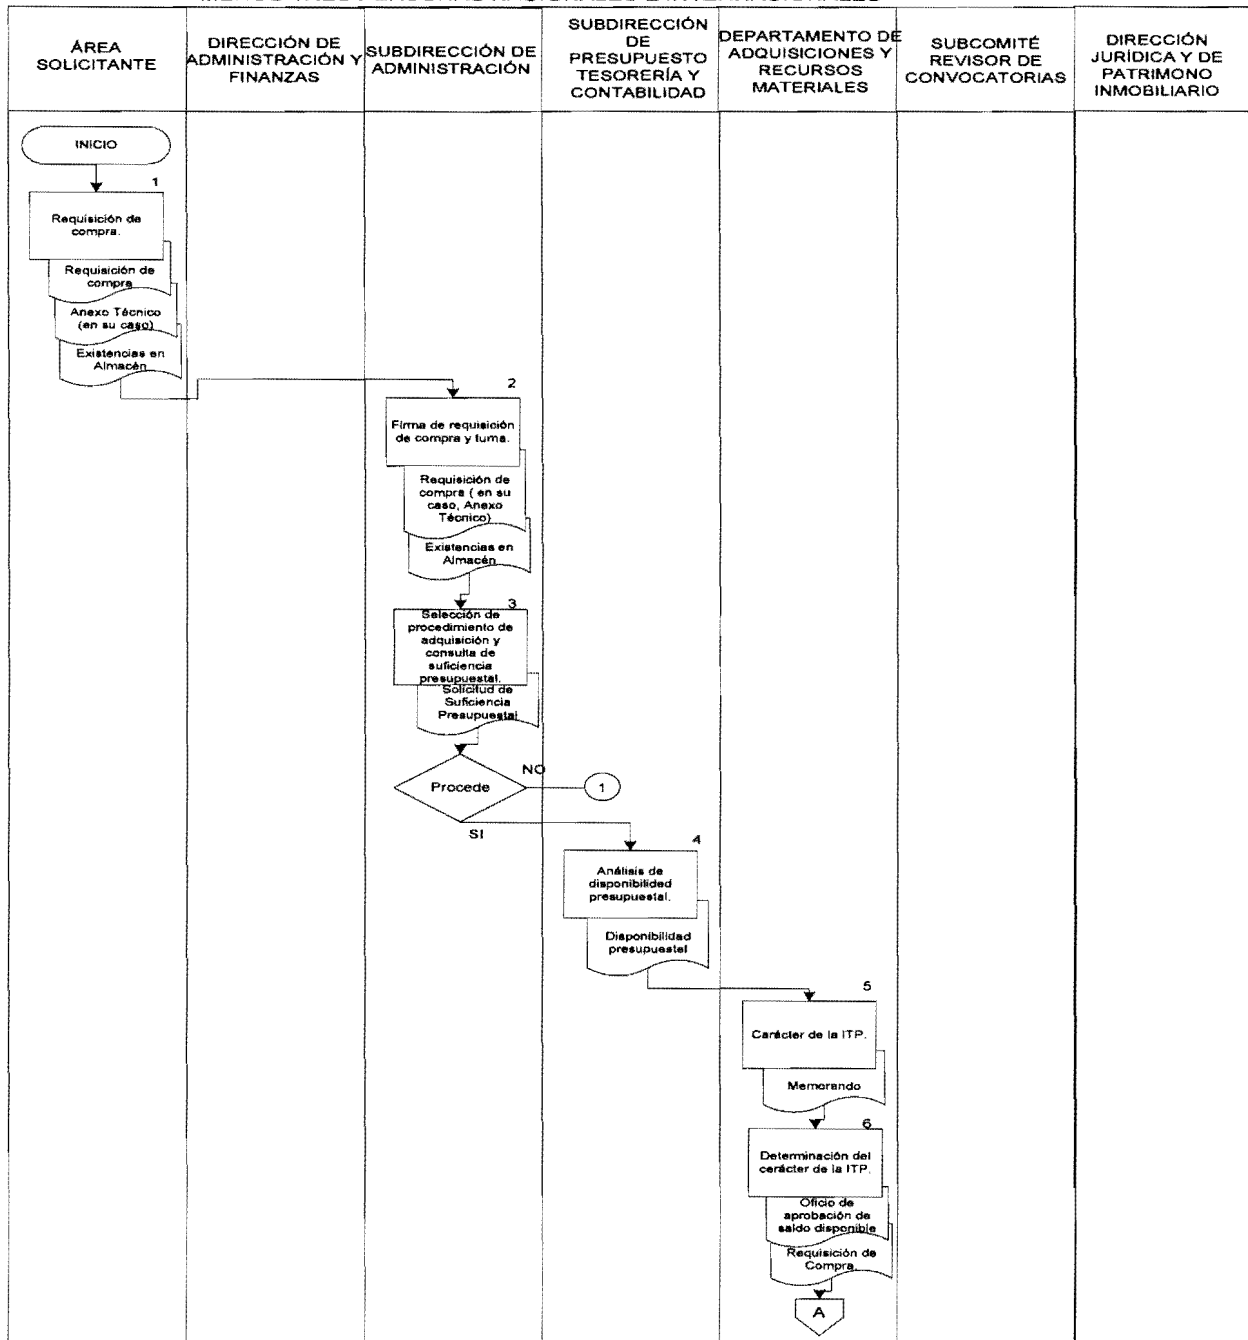 ÁREA
SOLICITANTE
DIRECCIÓN DE
ADMINISTRACIÓN Y
FINANZAS
SUBDIRECCIÓN DE
ADMINISTRACIÓN
SUBDIRECCIÓN
DE
PRESUPUESTO
TESORERÍA Y
CONTABILIDAD
DEPARTAMENTO DE
ADQUISICIONES Y
RECURSOS
MATERIALES
SUBCOMITÉ
REVISOR DE
CONVOCATORIAS
DIRECCIÓN
JURÍDICA Y DE
PATRIMONO
INMOBILIARIO
INICIO
1
Requisición de
compra.
Requisición de
compra
Anexo Técnico
(en su caso)
Existencias en
Almacén
2
Firma de requisición
de compra y turna.
Requisición de
compra ( en su
caso, Anexo
Técnico)
Existencias en
Almacén
3
Selección de
procedimiento de
adquisición y
consulta de
suficiencia
presupuestal.
Solicitud de
Suficiencia
Presupuestal
Procede
NO
1
SI
4
Análisis de
disponibilidad
presupuestal.
Disponibilidad
presupuestal
5
Carácter de la ITP.
Memorando
6
Determinación del
carácter de la ITP.
Oficio de
aprobación de
saldo disponible
Requisición de
Compra
A